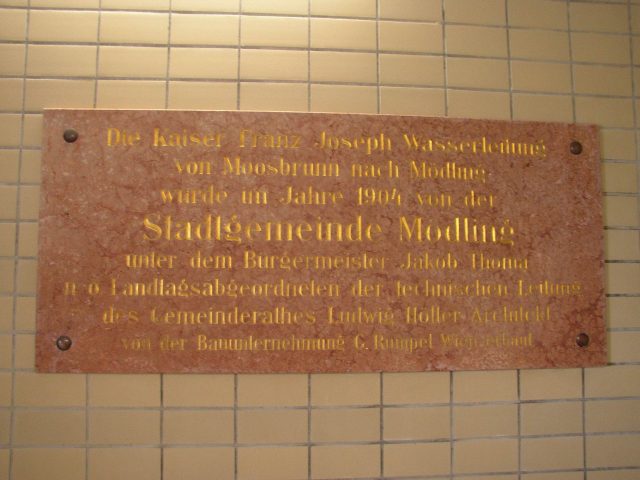 Die Kaiser Franz Joseph Wasserleitung
von Moosbrunn nach Mödling
wurde im Jahre 1904 von der
Stadtgemeinde Mödling
unter dem Bürgermeister Jakob Thoma
n. ö. Landtagsabgeordneten der technischen Leitung
des Gemeinderathes Ludwig Höfler Architekt
von der Bauunternehmung G. Rumpel Wien erbaut